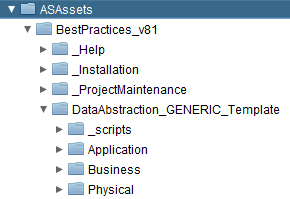 ASAssets
BestPractices_v81
_Help
_Installation
_ProjectMaintenance
DataAbstraction_GENERIC_Template
_scripts
Application
Business
Physical